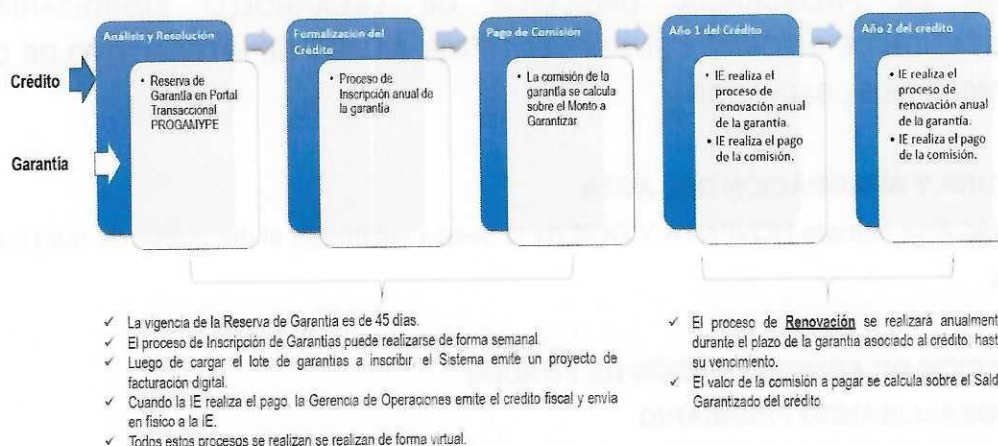 Análisis y Resolución
Formalización del
Crédito
Pago de Comisión
Año 1 del Crédito
Año 2 del crédito
Crédito
Garantía
• Reserva de
Garantía en Portal
Transaccional
PROGAMYPE
• Proceso de
Inscripción anual de
la garantía
• La comisión de la
garantía se calcula
sobre el Monto a
Garantizar
• IE realiza el
proceso de
renovación anual
de la garantía.
• IE realiza el pago
de la comisión.
• IE realiza el
proceso de
renovación anual
de la garantía.
• IE realiza el pago
de la comisión.
✓ La vigencia de la Reserva de Garantía es de 45 días.
✓ El proceso de Inscripción de Garantías puede realizarse de forma semanal
✓ Luego de cargar el lote de garantías a inscribir, el Sistema emite un proyecto de
facturación digital.
✓ Cuando la IE realiza el pago, la Gerencia de Operaciones emite el crédito fiscal y envía
en físico a la IE.
✓ Todos estos procesos se realizan se realizan de forma virtual.
✓ El proceso de Renovación se realizará anualment
durante el plazo de la garantía asociado al crédito, hast
su vencimiento.
✓ El valor de la comisión a pagar se calcula sobre el Sald
Garantizado del crédito